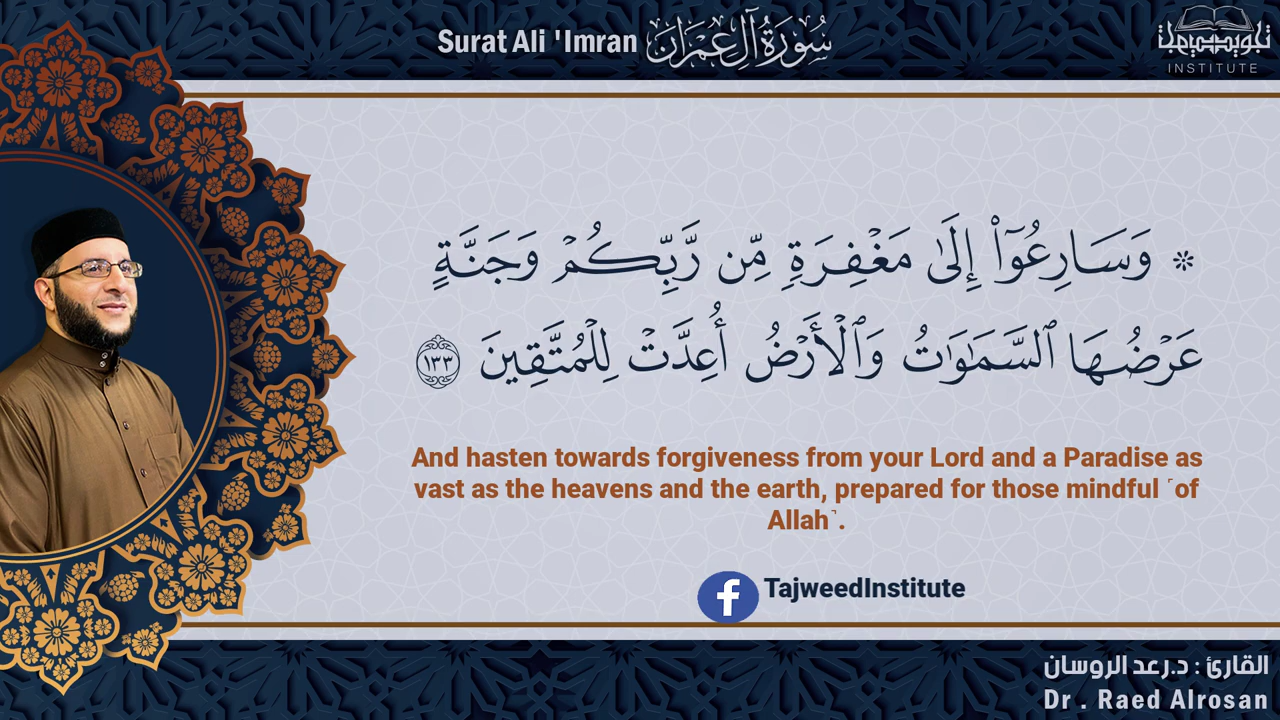 Surat Ali 'Imran سُورَةُ آلِ عِمْرَان
تجويد
INSTITUTE
۞ وَسَارِعُوٓا۟ إِلَىٰ مَغْفِرَةٍ مِّن رَّبِّكُمْ وَجَنَّةٍ
عَرْضُهَا ٱلسَّمَـٰوَٰتُ وَٱلْأَرْضُ أُعِدَّتْ لِلْمُتَّقِينَ ١٣٣
And hasten towards forgiveness from your Lord and a Paradise as
vast as the heavens and the earth, prepared for those mindful ˹of
Allah˺.
f TajweedInstitute
القارئ : د.رعد الروسان
Dr . Raed Alrosan